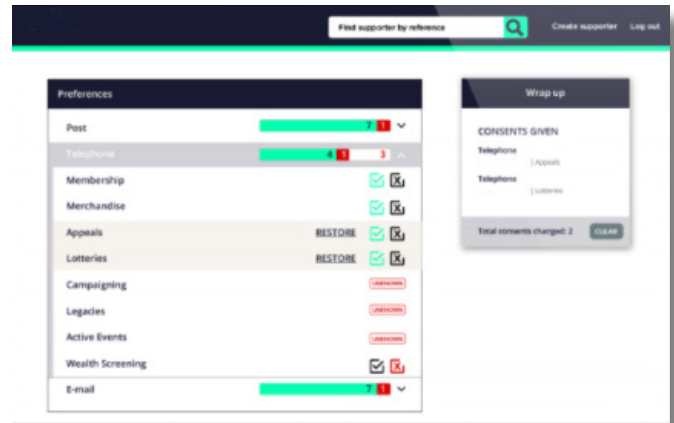 Find supporter by reference
Create supporter Log out
Preferences
Post 7 1
Telephone 4 1 3
Membership
Merchandise
Appeals RESTORE
Lotteries RESTORE
Campaigning UNKNOWN
Legacies UNKNOWN
Active Events UNKNOWN
Wealth Screening
E-mail 7 1
Wrap up
CONSENTS GIVEN
Telephone
| Appeals
Telephone
| Lotteries
Total consents changed: 2 CLEAR